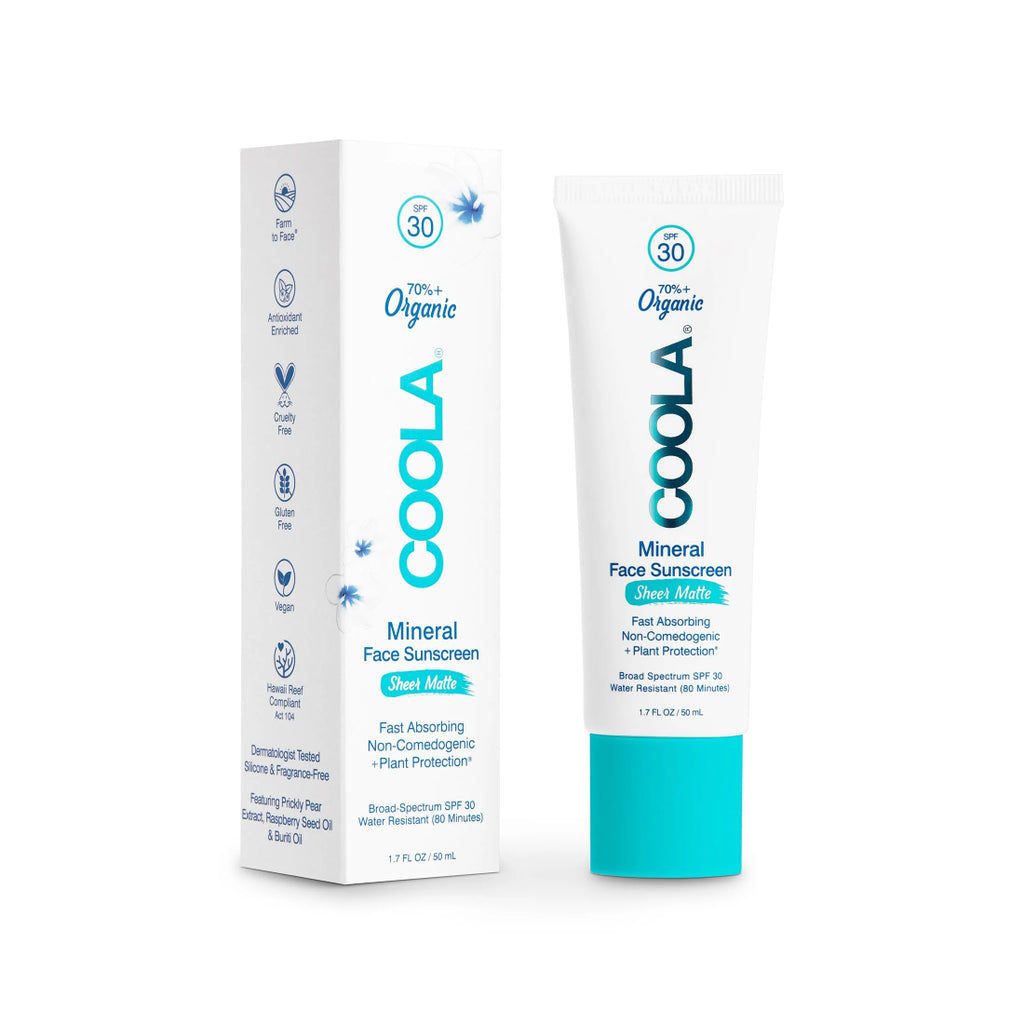 Farm
to Face®
Antioxidant
Enriched
Cruelty
Free
Gluten
Free
Vegan
Hawaii Reef
Compliant
Act 104
Dermatologist Tested
Silicone & Fragrance-Free
Featuring Prickly Pear
Extract, Raspberry Seed Oil
& Buriti Oil
SPF
30
70%+
Organic
COOLA®
Mineral
Face Sunscreen
Sheer Matte
Fast Absorbing
Non-Comedogenic
+Plant Protection®
Broad-Spectrum SPF 30
Water Resistant (80 Minutes)
1.7 FL OZ / 50 mL
SPF
30
70%+
Organic
COOLA®
Mineral
Face Sunscreen
Sheer Matte
Fast Absorbing
Non-Comedogenic
+Plant Protection®
Broad Spectrum SPF 30
Water Resistant (80 Minutes)
1.7 FL OZ / 50 mL